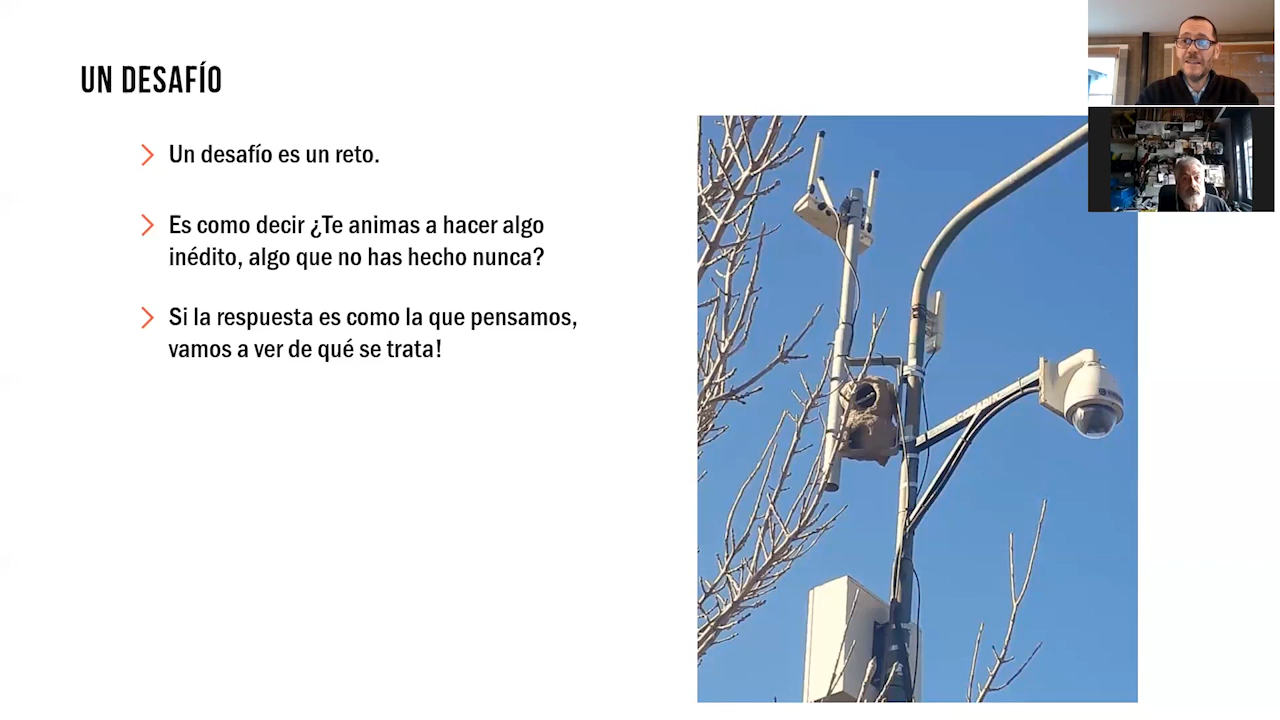 UN DESAFÍO
Un desafío es un reto.
Es como decir ¿Te animas a hacer algo
inédito, algo que no has hecho nunca?
Si la respuesta es como la que pensamos,
vamos a ver de qué se trata!